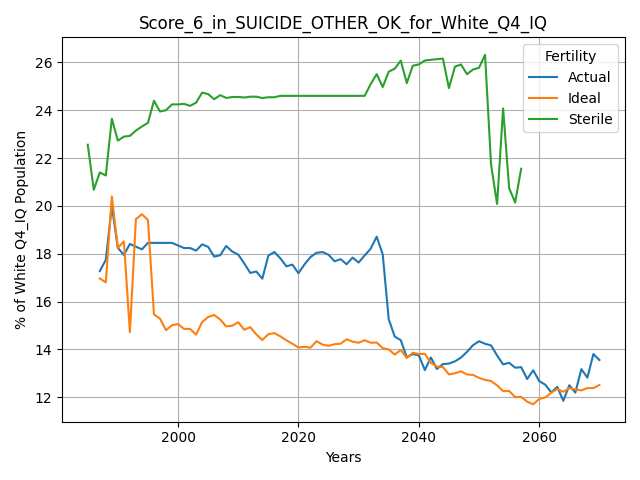 Score_6_in_SUICIDE_OTHER_OK_for_White_Q4_IQ
% of White Q4_IQ Population
26
24
22
20
18
16
14
12
Fertility
Actual
Ideal
Sterile
2000
2020
2040
2060
Years